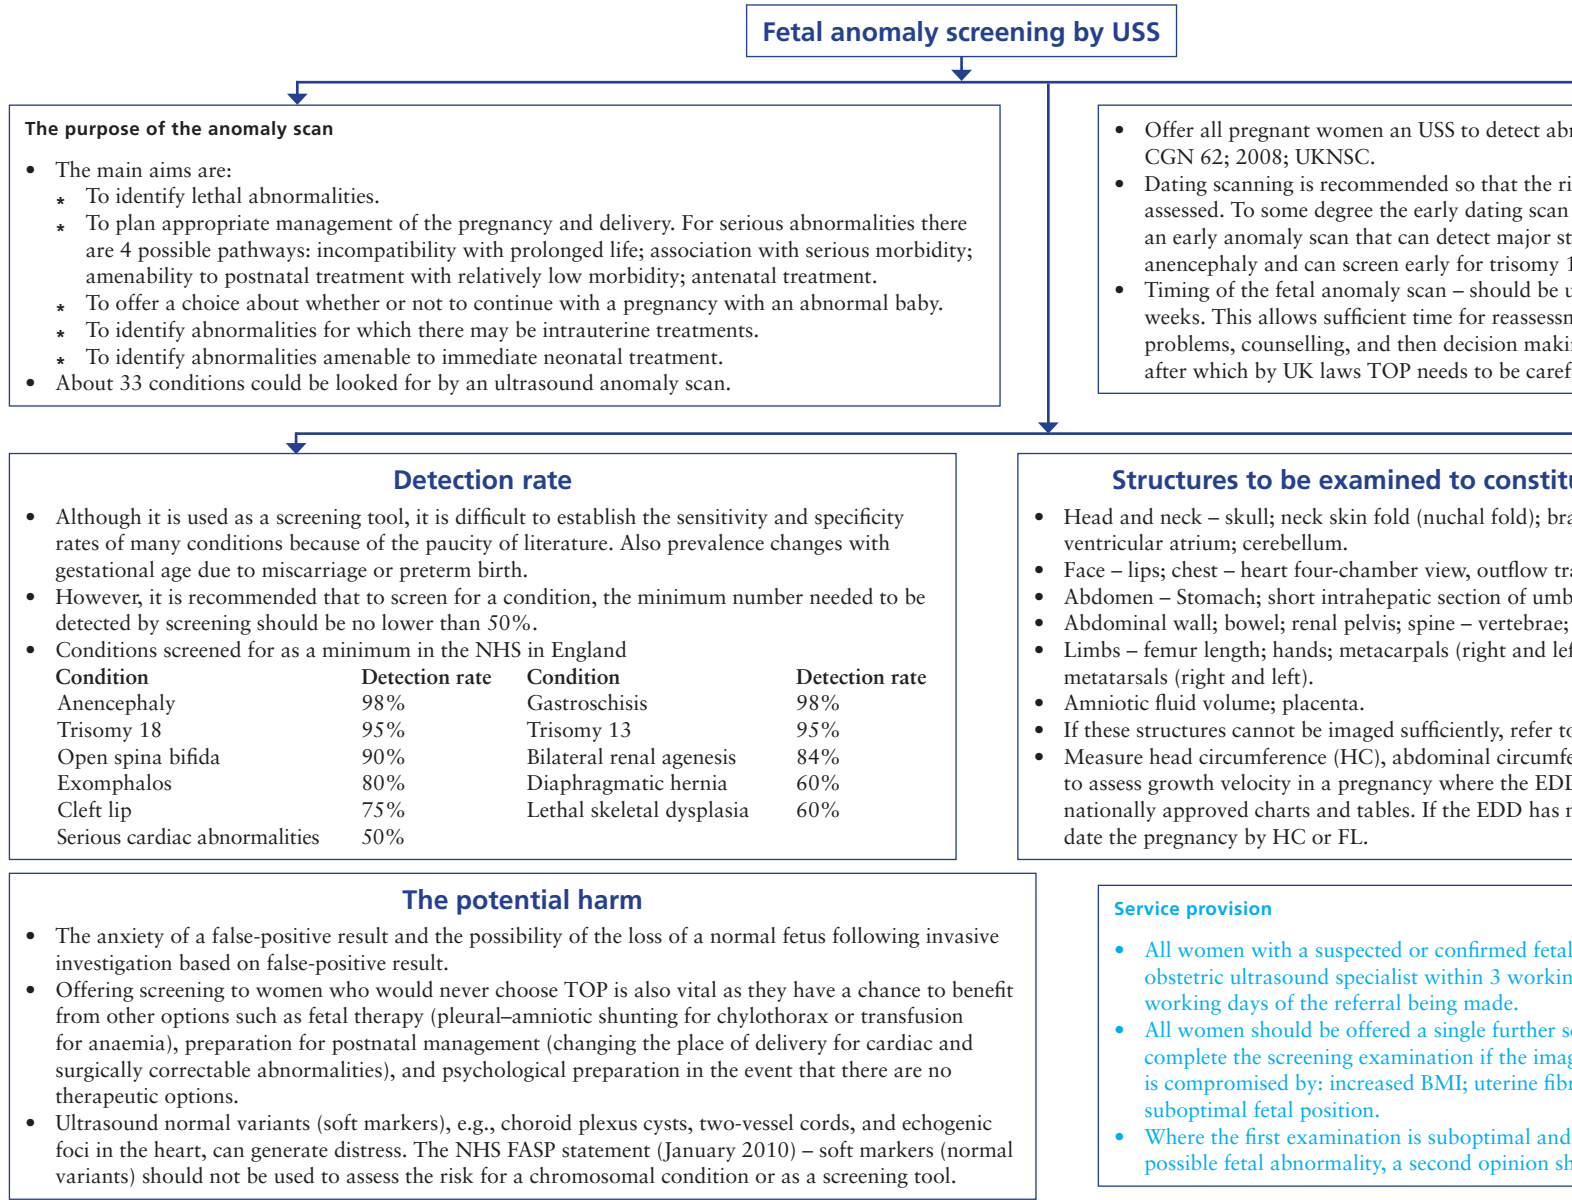 Fetal anomaly screening by USS
The purpose of the anomaly scan
• The main aims are:
* To identify lethal abnormalities.
* To plan appropriate management of the pregnancy and delivery. For serious abnormalities there
are 4 possible pathways: incompatibility with prolonged life; association with serious morbidity;
amenability to postnatal treatment with relatively low morbidity; antenatal treatment.
* To offer a choice about whether or not to continue with a pregnancy with an abnormal baby.
* To identify abnormalities for which there may be intrauterine treatments.
* To identify abnormalities amenable to immediate neonatal treatment.
• About 33 conditions could be looked for by an ultrasound anomaly scan.
• Offer all pregnant women an USS to detect
CGN 62; 2008; UKNSC.
• Dating scanning is recommended so that the
assessed. To some degree the early dating scan
an early anomaly scan that can detect major
anencephaly and can screen early for trisomy
• Timing of the fetal anomaly scan – should be
weeks. This allows sufficient time for
problems, counselling, and then decision
after which by UK laws TOP needs to be
Detection rate
• Although it is used as a screening tool, it is difficult to establish the sensitivity and specificity
rates of many conditions because of the paucity of literature. Also prevalence changes with
gestational age due to miscarriage or preterm birth.
• However, it is recommended that to screen for a condition, the minimum number needed to be
detected by screening should be no lower than 50%.
• Conditions screened for as a minimum in the NHS in England
Condition Detection rate Condition Detection rate
Anencephaly 98% Gastroschisis 98%
Trisomy 18 95% Trisomy 13 95%
Open spina bifida 90% Bilateral renal agenesis 84%
Exomphalos 80% Diaphragmatic hernia 60%
Cleft lip 75% Lethal skeletal dysplasia 60%
Serious cardiac abnormalities 50%
Structures to be examined to
• Head and neck – skull; neck skin fold (nuchal fold);
ventricular atrium; cerebellum.
• Face – lips; chest – heart four-chamber view, outflow
• Abdomen – Stomach; short intrahepatic section of
• Abdominal wall; bowel; renal pelvis; spine – vertebrae;
• Limbs – femur length; hands; metacarpals (right and
metatarsals (right and left).
• Amniotic fluid volume; placenta.
• If these structures cannot be imaged sufficiently, refer
• Measure head circumference (HC), abdominal
to assess growth velocity in a pregnancy where the EDD
nationally approved charts and tables. If the EDD has
date the pregnancy by HC or FL.
The potential harm
• The anxiety of a false-positive result and the possibility of the loss of a normal fetus following invasive
investigation based on false-positive result.
• Offering screening to women who would never choose TOP is also vital as they have a chance to benefit
from other options such as fetal therapy (pleural–amniotic shunting for chylothorax or transfusion
for anaemia), preparation for postnatal management (changing the place of delivery for cardiac and
surgically correctable abnormalities), and psychological preparation in the event that there are no
therapeutic options.
• Ultrasound normal variants (soft markers), e.g., choroid plexus cysts, two-vessel cords, and echogenic
foci in the heart, can generate distress. The NHS FASP statement (January 2010) – soft markers (normal
variants) should not be used to assess the risk for a chromosomal condition or as a screening tool.
Service provision
• All women with a suspected or confirmed fetal
obstetric ultrasound specialist within 3
working days of the referral being made.
• All women should be offered a single further
complete the screening examination if the
is compromised by: increased BMI; uterine
suboptimal fetal position.
• Where the first examination is suboptimal and
possible fetal abnormality, a second opinion